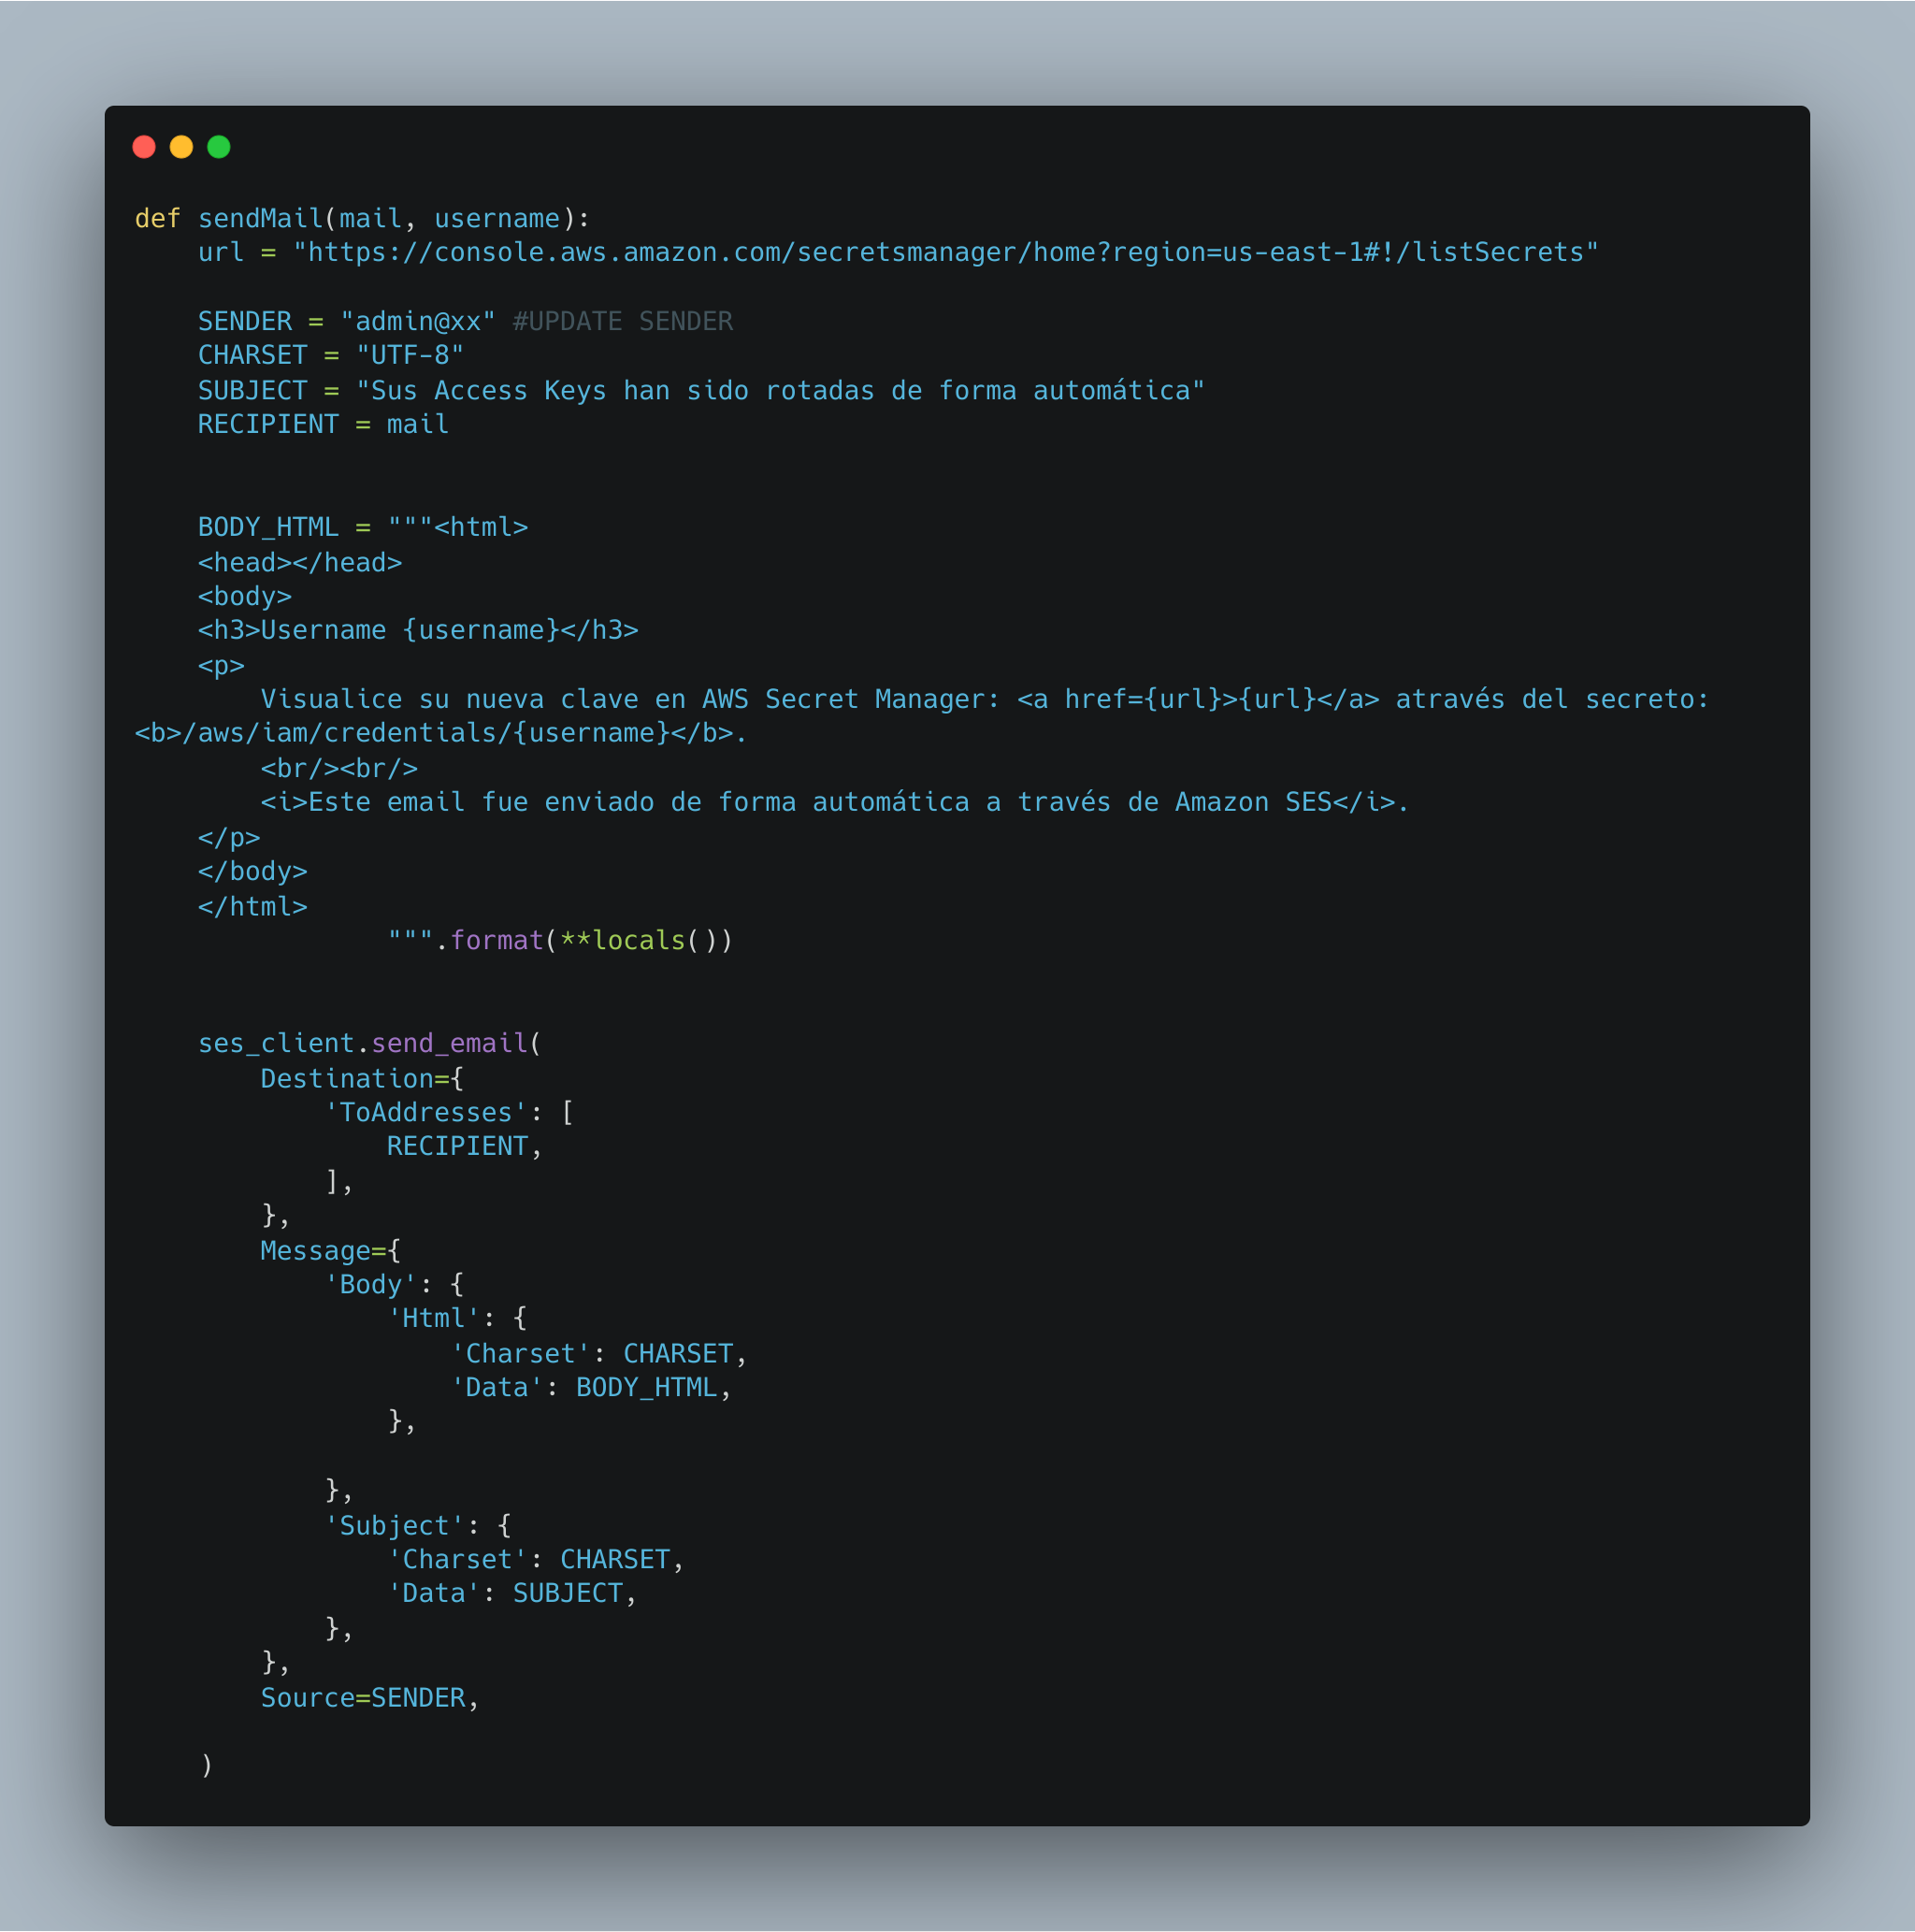 def sendMail(mail, username):
    url = "https://console.aws.amazon.com/secretsmanager/home?region=us-east-1#!/listSecrets"

    SENDER = "admin@xx" #UPDATE SENDER
    CHARSET = "UTF-8"
    SUBJECT = "Sus Access Keys han sido rotadas de forma automática"
    RECIPIENT = mail


    BODY_HTML = """<html>
    <head></head>
    <body>
    <h3>Username {username}</h3>
    <p>
        Visualice su nueva clave en AWS Secret Manager: <a href={url}>{url}</a> através del secreto:
<b>/aws/iam/credentials/{username}</b>.
        <br/><br/>
        <i>Este email fue enviado de forma automática a través de Amazon SES</i>.
    </p>
    </body>
    </html>
                """.format(**locals())


    ses_client.send_email(
        Destination={
            'ToAddresses': [
                RECIPIENT,
            ],
        },
        Message={
            'Body': {
                'Html': {
                    'Charset': CHARSET,
                    'Data': BODY_HTML,
                },

            },
            'Subject': {
                'Charset': CHARSET,
                'Data': SUBJECT,
            },
        },
        Source=SENDER,

    )